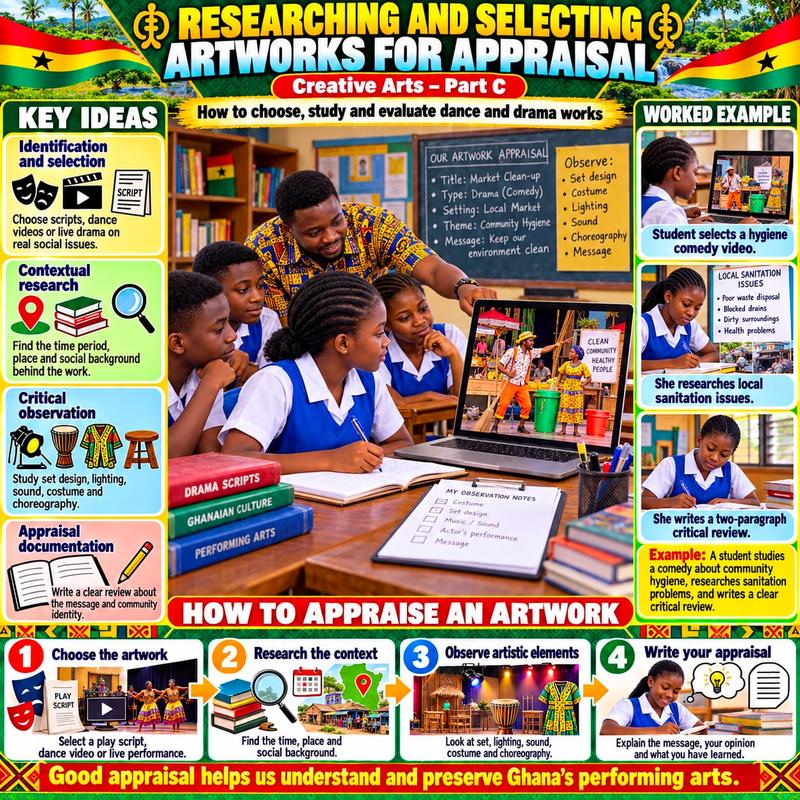 RESEARCHING AND SELECTING
ARTWORKS FOR APPRAISAL
Creative Arts – Part C
How to choose, study and evaluate dance and drama works
KEY IDEAS
Identification
and selection
SCRIPT
Choose scripts, dance
videos or live drama on
real social issues.
Contextual
research
Find the time period,
place and social background
behind the work.
Critical
observation
Study set design, lighting,
sound, costume and
choreography.
Appraisal
documentation
Write a clear review about
the message and community
identity.
OUR ARTWORK APPRAISAL
• Title: Market Clean-up
• Type: Drama (Comedy)
• Setting: Local Market
• Theme: Community Hygiene
• Message: Keep our
environment clean
Observe:
• Set design
• Costume
• Lighting
• Sound
• Choreography
• Message
CLEAN
COMMUNITY
HEALTHY
PEOPLE
DRAMA SCRIPTS
GHANAIAN CULTURE
PERFORMING ARTS
MY OBSERVATION NOTES
Costume
Set design
Music / Sound
Actor's performance
Message
WORKED EXAMPLE
Student selects a hygiene
comedy video.
LOCAL SANITATION
ISSUES
• Poor waste disposal
• Blocked drains
• Dirty surroundings
• Health problems
She researches local
sanitation issues.
She writes a two-paragraph
critical review.
Example: A student studies
a comedy about community
hygiene, researches sanitation
problems, and writes a clear
critical review.
HOW TO APPRAISE AN ARTWORK
1 Choose the artwork
PLAY
SCRIPT
Select a play script,
dance video or live performance.
2 Research the context
Find the time, place and
social background.
3 Observe artistic elements
Look at set, lighting, sound,
costume and choreography.
4 Write your appraisal
Explain the message, your opinion
and what you have learned.
Good appraisal helps us understand and preserve Ghana's performing arts.